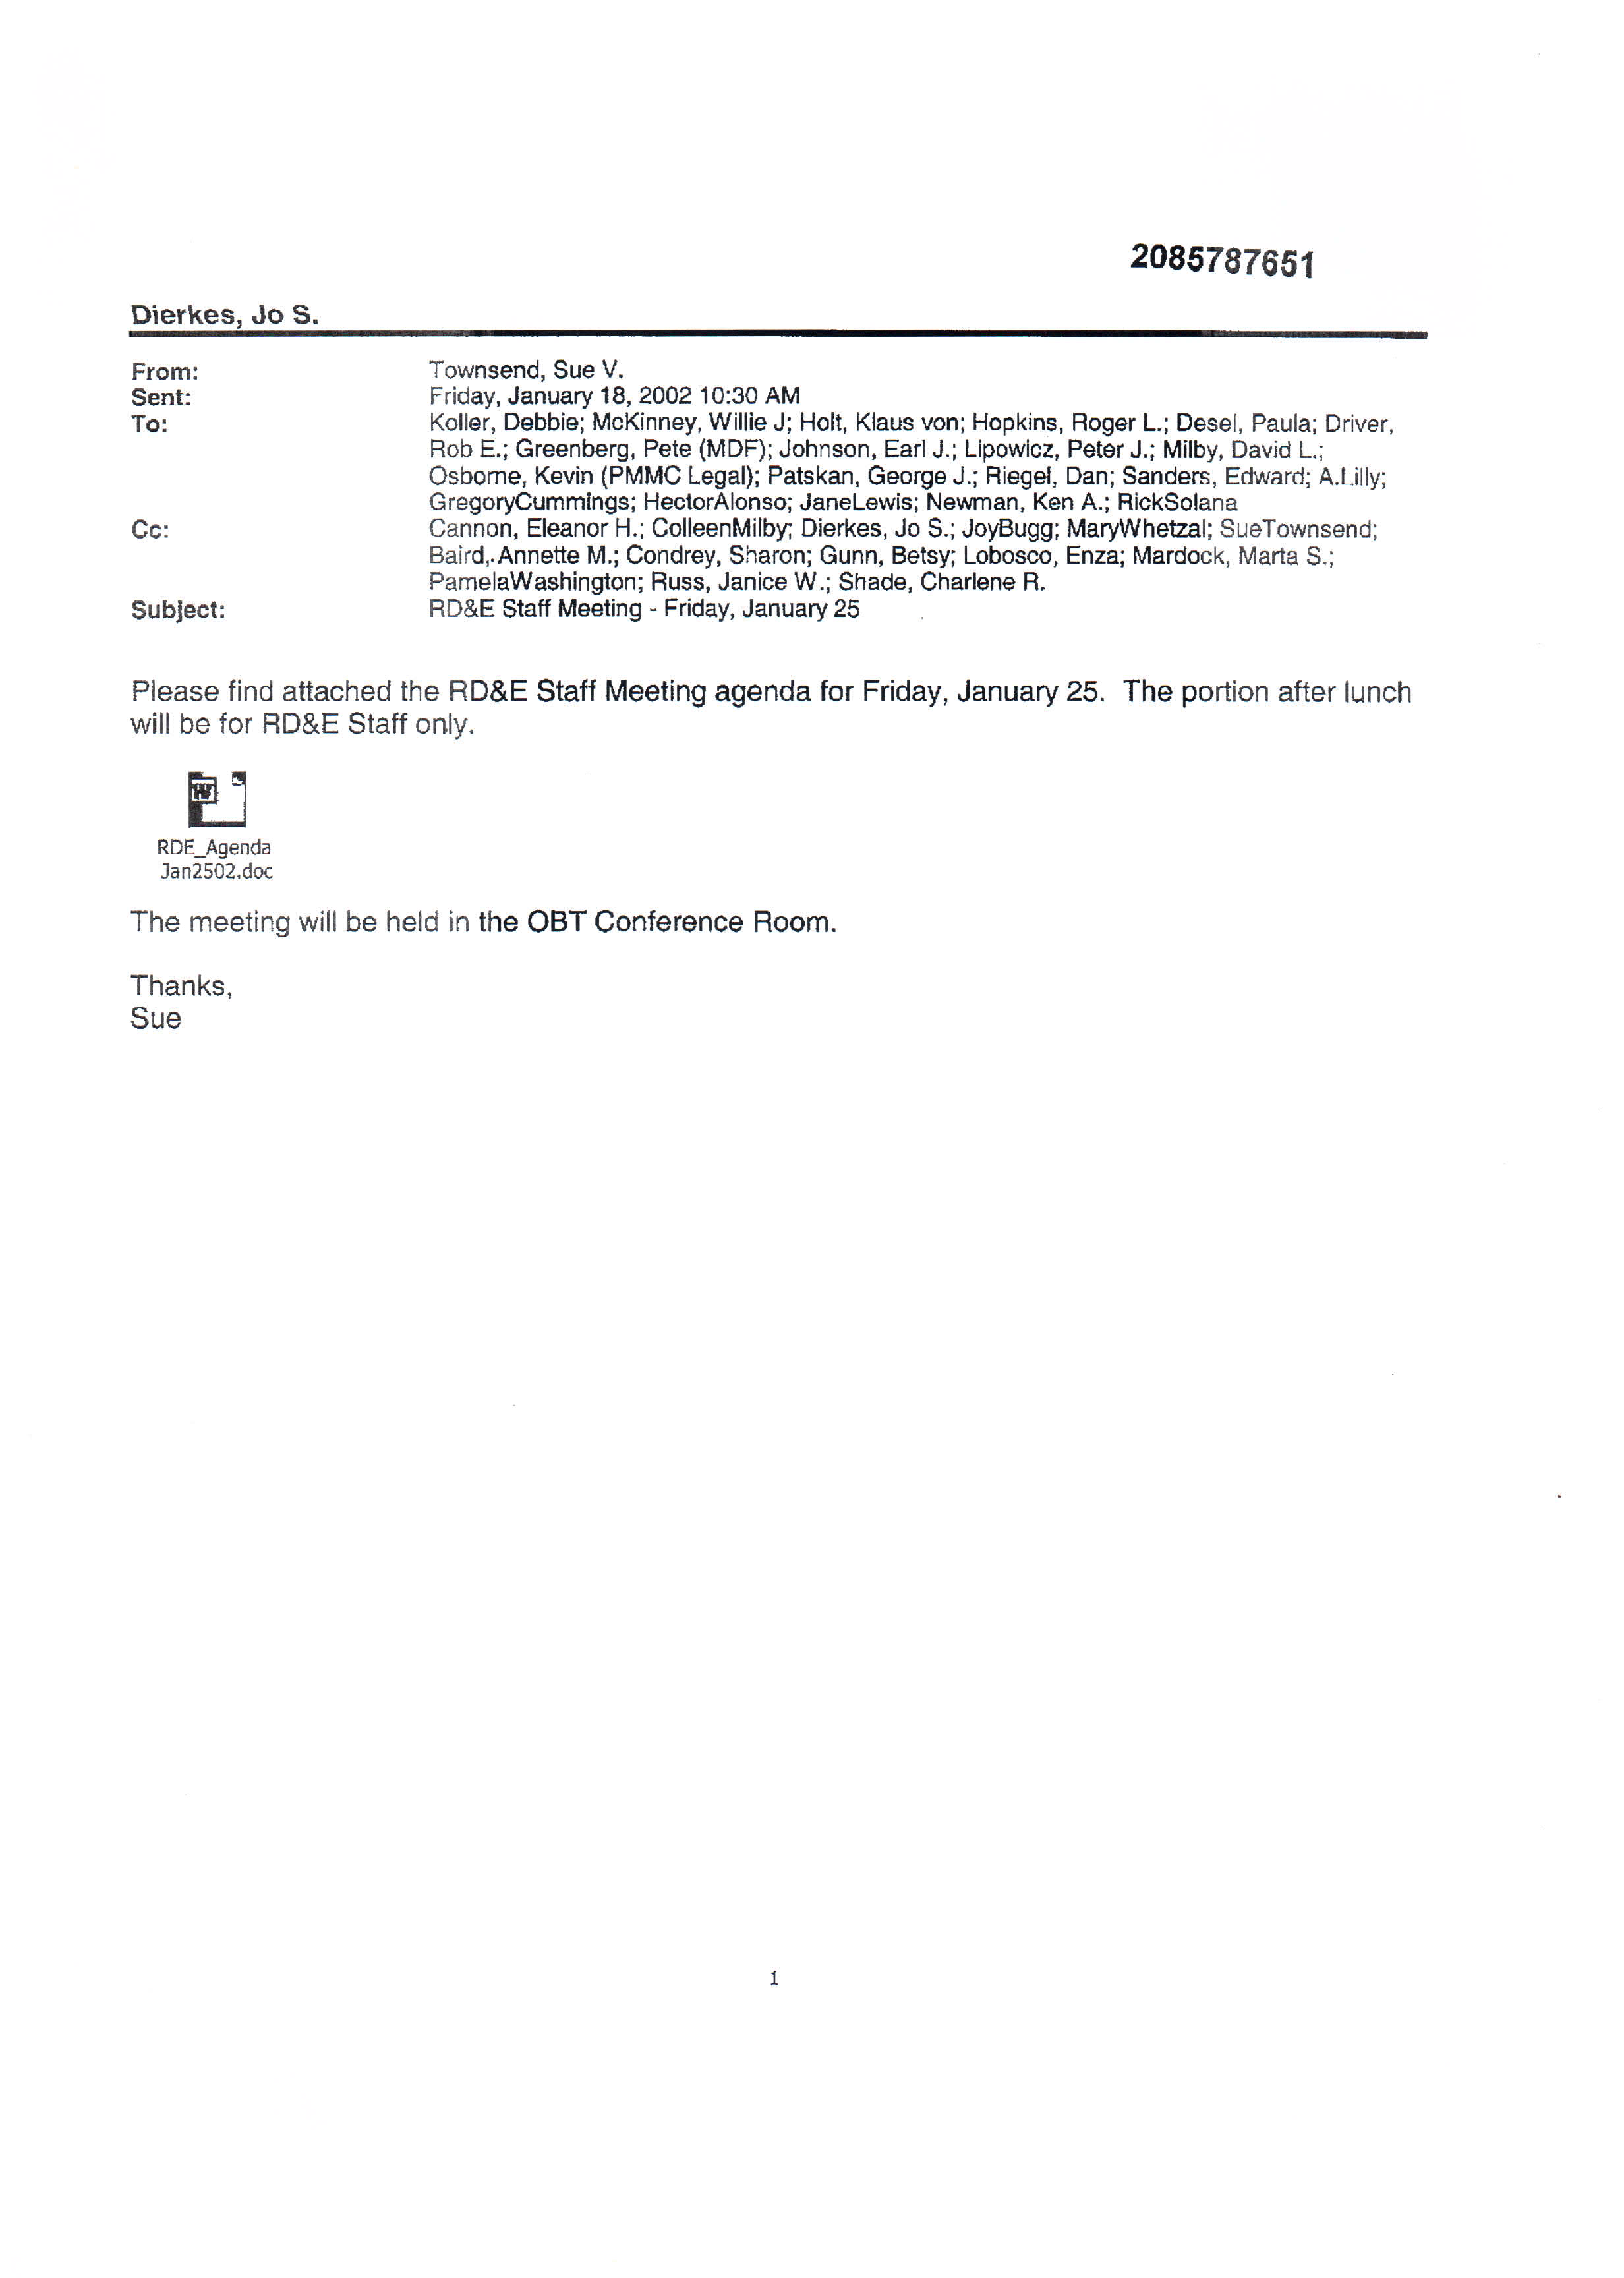 2085787651
Dierkes, Jo S.
From: Townsend, Sue V.
Sent: Friday, January 18, 2002 10:30 AM
To: Koller, Debbie; McKinney, Willie J; Holt, Klaus von; Hopkins, Roger L.; Desel, Paula; Driver,
Rob E.; Greenberg, Pete (MDF); Johnson, Earl J.; Lipowicz, Peter J.; Milby, David L.;
Osborne, Kevin (PMMC Legal); Patskan, George J.; Riegel, Dan; Sanders, Edward; A.Lilly;
GregoryCummings; HectorAlonso; JaneLewis; Newman, Ken A.; RickSolana
Cc: Cannon, Eleanor H.; ColleenMilby; Dierkes, Jo S.; JoyBugg; MaryWhetzal; SueTownsend;
Baird, Annette M.; Condrey, Sharon; Gunn, Betsy; Lobosco, Enza; Mardock, Marta S.;
PamelaWashington; Russ, Janice W.; Shade, Charlene R.
Subject: RD&E Staff Meeting - Friday, January 25
Please find attached the RD&E Staff Meeting agenda for Friday, January 25. The portion after lunch
will be for RD&E Staff only.
W
RDE_Agenda
Jan2502.doc
The meeting will be held in the OBT Conference Room.
Thanks,
Sue
1